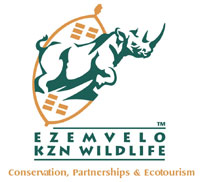 TM
EZEMVELO
KZN WILDLIFE
Conservation, Partnerships & Ecotourism